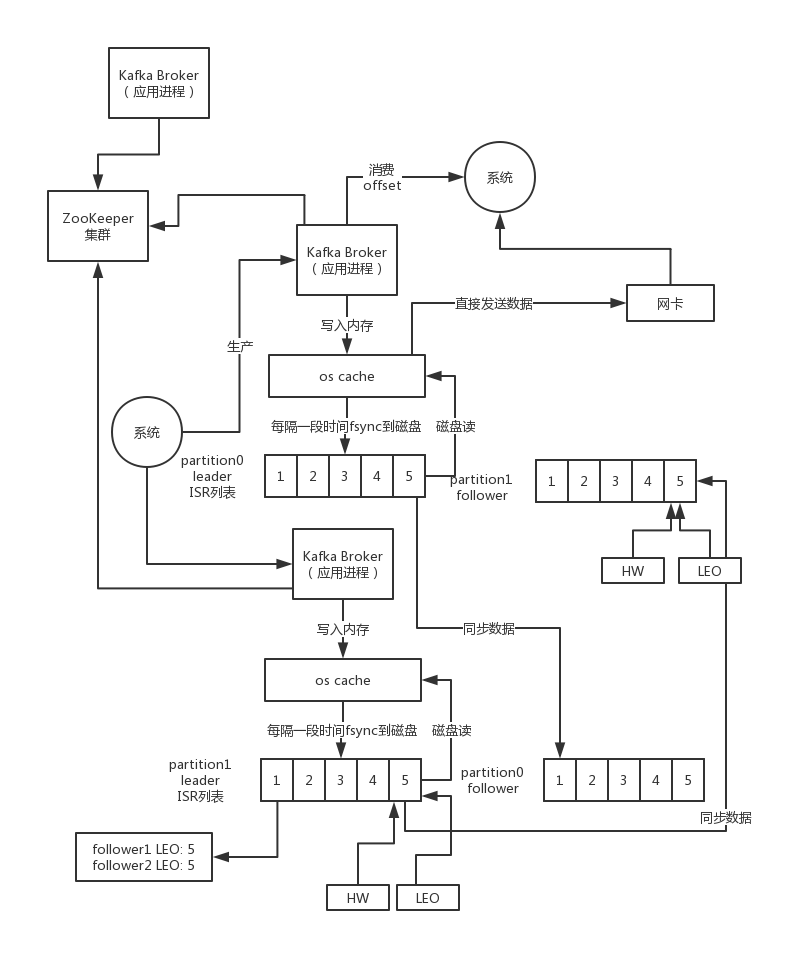 Kafka Broker
（应用进程）
消费
offset
系统
ZooKeeper
集群
Kafka Broker
（应用进程）
写入内存
直接发送数据
网卡
生产
os cache
系统
每隔一段时间fsync到磁盘
磁盘读
partition0
leader
ISR列表
1 2 3 4 5
partition1
follower
1 2 3 4 5
HW
LEO
Kafka Broker
（应用进程）
写入内存
同步数据
os cache
每隔一段时间fsync到磁盘
磁盘读
partition1
leader
ISR列表
1 2 3 4 5
partition0
follower
1 2 3 4 5
同步数据
follower1 LEO: 5
follower2 LEO: 5
HW
LEO